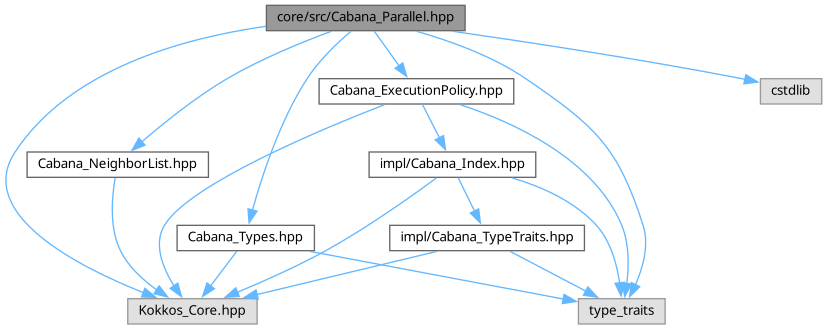 core/src/Cabana_Parallel.hpp
Cabana_ExecutionPolicy.hpp
cstdlib
Cabana_NeighborList.hpp
impl/Cabana_Index.hpp
Cabana_Types.hpp
impl/Cabana_TypeTraits.hpp
Kokkos_Core.hpp
type_traits